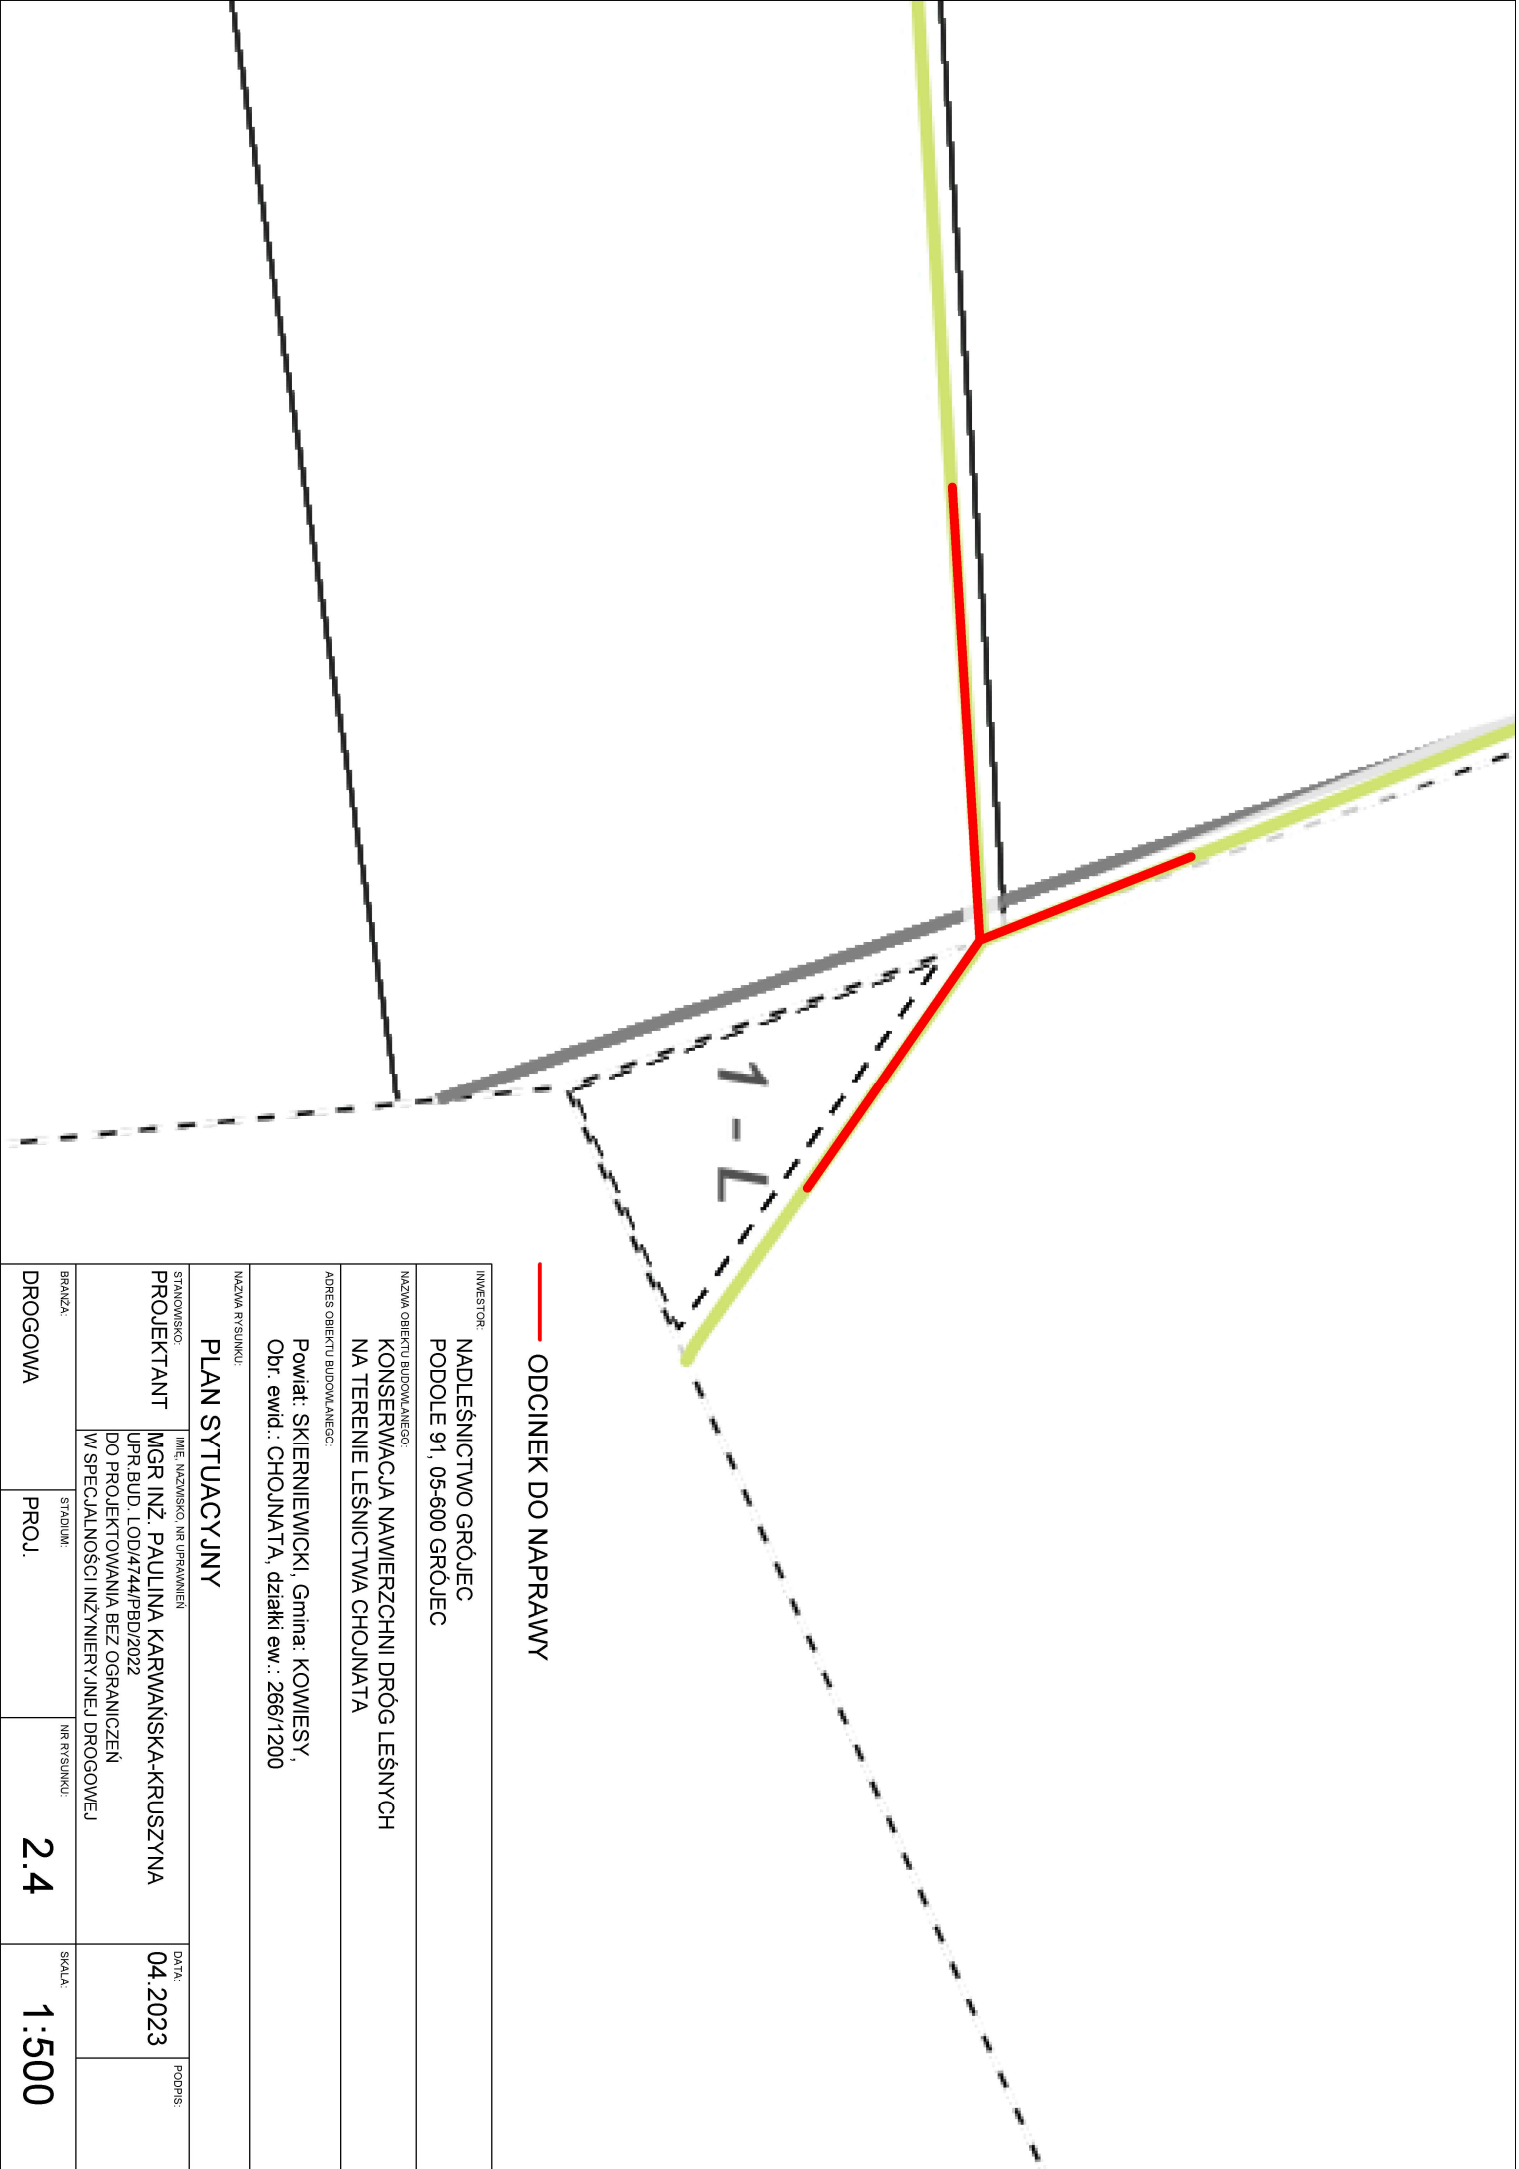 1 - L
ODCINEK DO NAPRAWY
INWESTOR:
NADLEŚNICTWO GRÓJEC
PODOLE 91, 05-600 GRÓJEC
NAZWA OBIEKTU BUDOWLANEGO:
KONSERWACJA NAWIERZCHNI DRÓG LEŚNYCH
NA TERENIE LEŚNICTWA CHOJNATA
ADRES OBIEKTU BUDOWLANEGC:
Powiat: SKIERNIEWICKI, Gmina: KOWIESY,
Obr. ewid.: CHOJNATA, działki ew.: 266/1200
NAZWA RYSUNKU:
PLAN SYTUACYJNY
STANOWISKO:
PROJEKTANT
IMIĘ, NAZWISKO, NR UPRAWNIEŃ
MGR INŻ. PAULINA KARWAŃSKA-KRUSZYNA
UPR.BUD. LOD/4744/PBD/2022
DO PROJEKTOWANIA BEZ OGRANICZEŃ
W SPECJALNOŚCI INŻYNIERYJNEJ DROGOWEJ
DATA:
04.2023
PODPIS:
BRANŻA:
DROGOWA
STADIUM:
PROJ.
NR RYSUNKU:
2.4
SKALA:
1:500